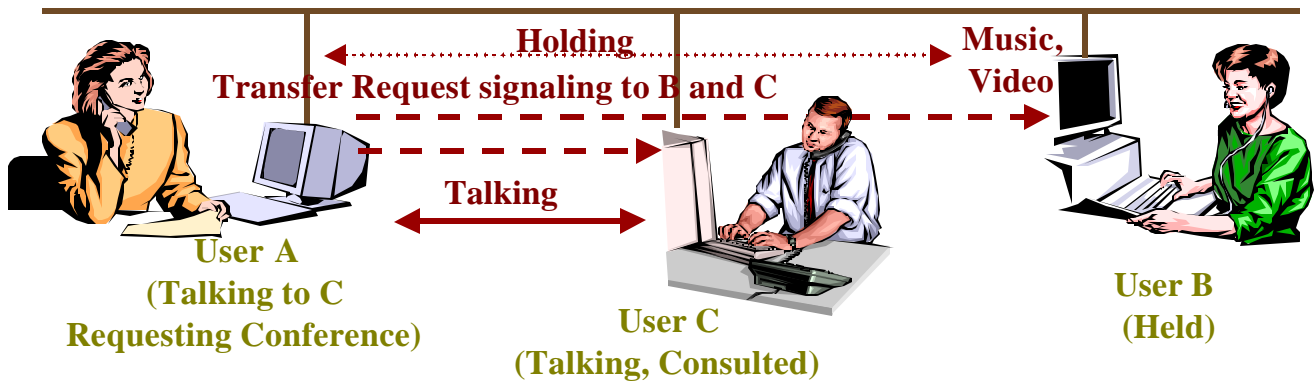 Holding
Music,
Video
Transfer Request signaling to B and C
Talking
User A
(Talking to C
Requesting Conference)
User C
(Talking, Consulted)
User B
(Held)